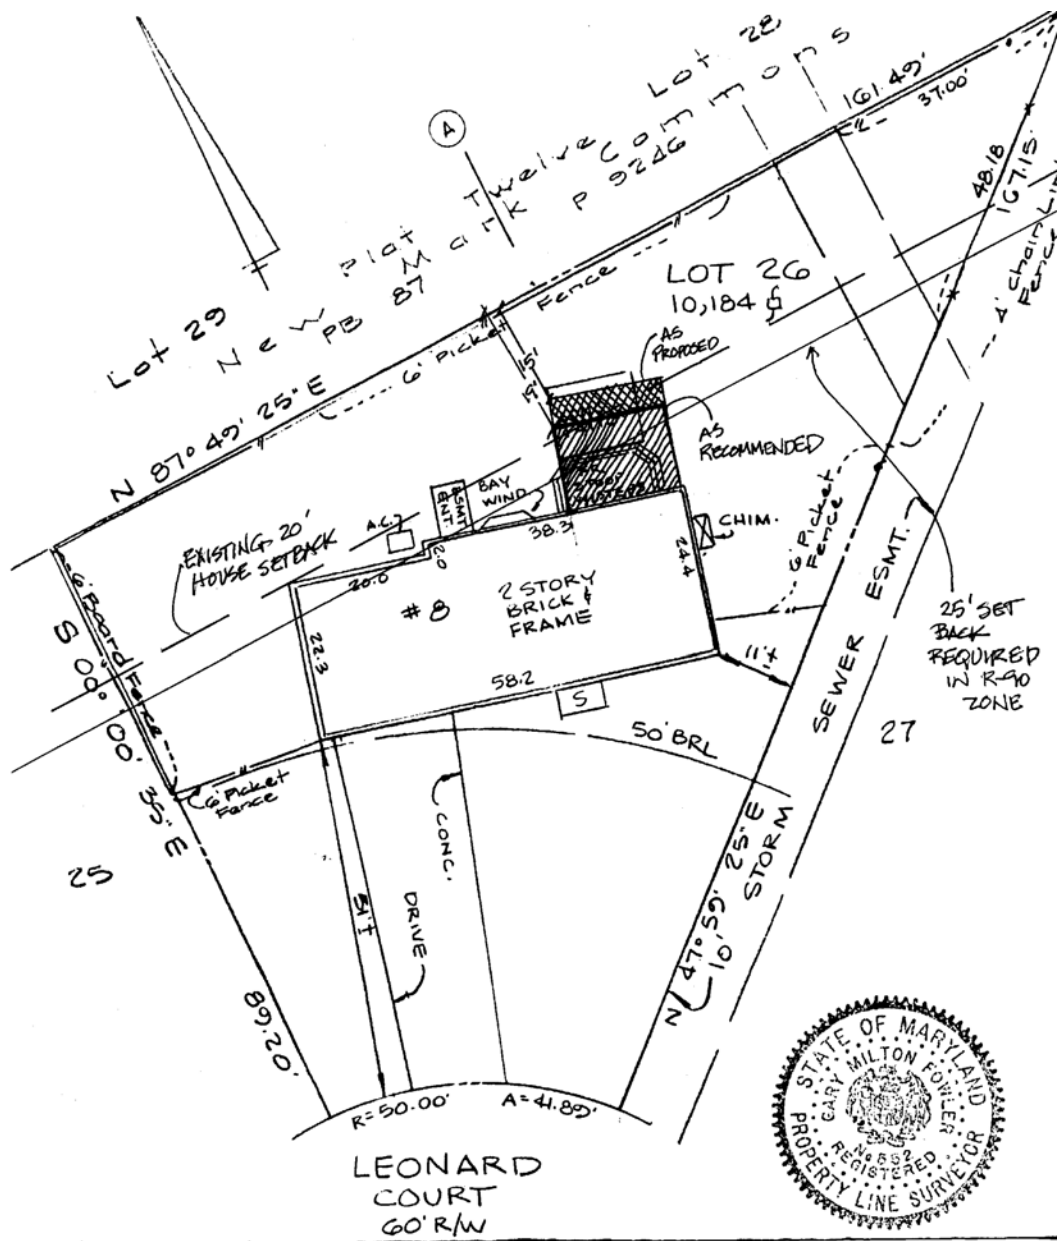 Lot 28
Lot 29
New Plat Twelve Commons
Mark
PB 87 P 9246
A
161.49'
37.00'
48.18
167.15
4' Chain Link
Fence
LOT 26
10,184
AS
PROPOSED
AS
RECOMMENDED
6' Picket Fence
15'
19'
N 87° 49' 25" E
BSMT
ENT.
BAY
WIND
A.C.
EXISTING 20'
HOUSE SETBACK
20.0
2.0
38.3
CHIM.
24.4
6' Picket
Fence
# 8
2 STORY
BRICK &
FRAME
22.3
58.2
S
11.±
25' SET
BACK
REQUIRED
IN R-90
ZONE
6' Board Fence
S 00° 00' 35" E
6' Picket
Fence
50' BRL
27
25
CONC.
DRIVE
51.±
89.20'
N 47° 59' 25" E
10'
STORM SEWER ESMT.
R=50.00'
A=41.89'
LEONARD
COURT
60' R/W
STATE OF MARYLAND
GARY MILTON FOWLER
No 552
REGISTERED
PROPERTY LINE SURVEYOR